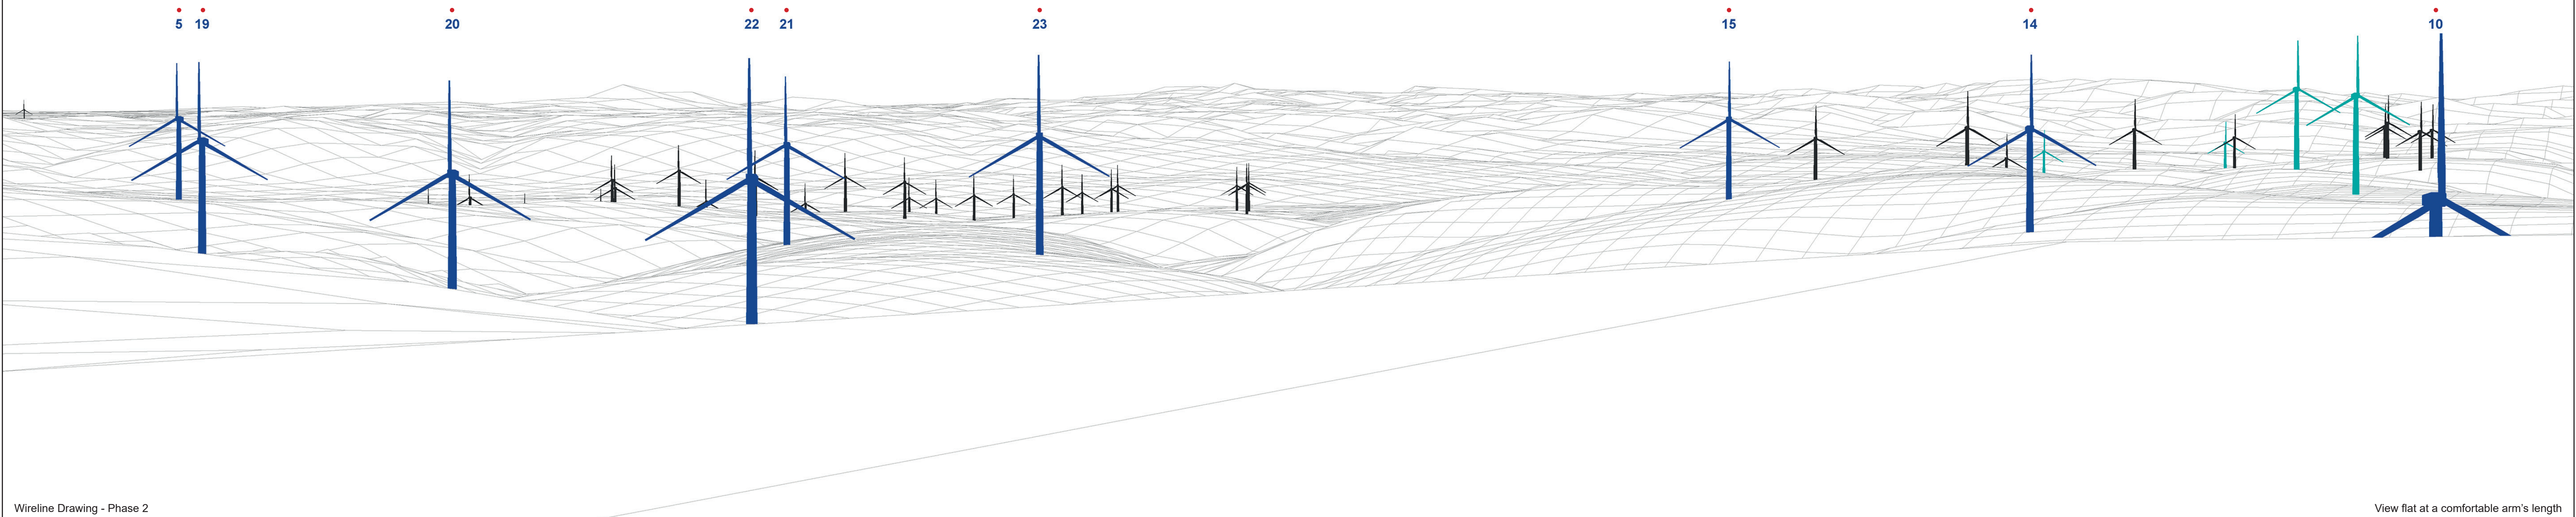 5 19 20 22 21 23 15 14 10
Wireline Drawing - Phase 2
View flat at a comfortable arm's length